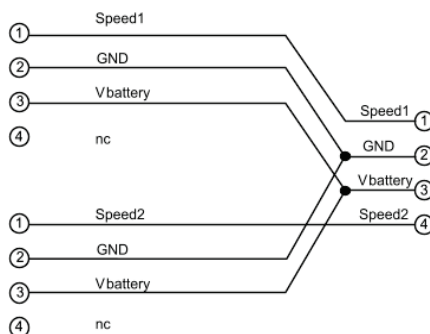 Speed1
1
GND
2
Vbattery
3
Speed1
1
4
nc
GND
2
Vbattery
3
1
Speed2
Speed2
4
GND
2
Vbattery
3
nc
4